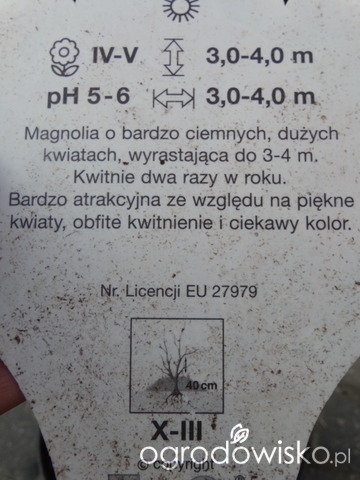 IV-V 3,0-4,0 m
pH 5-6 3,0-4,0 m
Magnolia o bardzo ciemnych, dużych
kwiatach, wyrastająca do 3-4 m.
Kwitnie dwa razy w roku.
Bardzo atrakcyjna ze względu na piękne
kwiaty, obfite kwitnienie i ciekawy kolor.
Nr. Licencji EU 27979
40cm
X-III
© copyright
ogrodowisko.pl